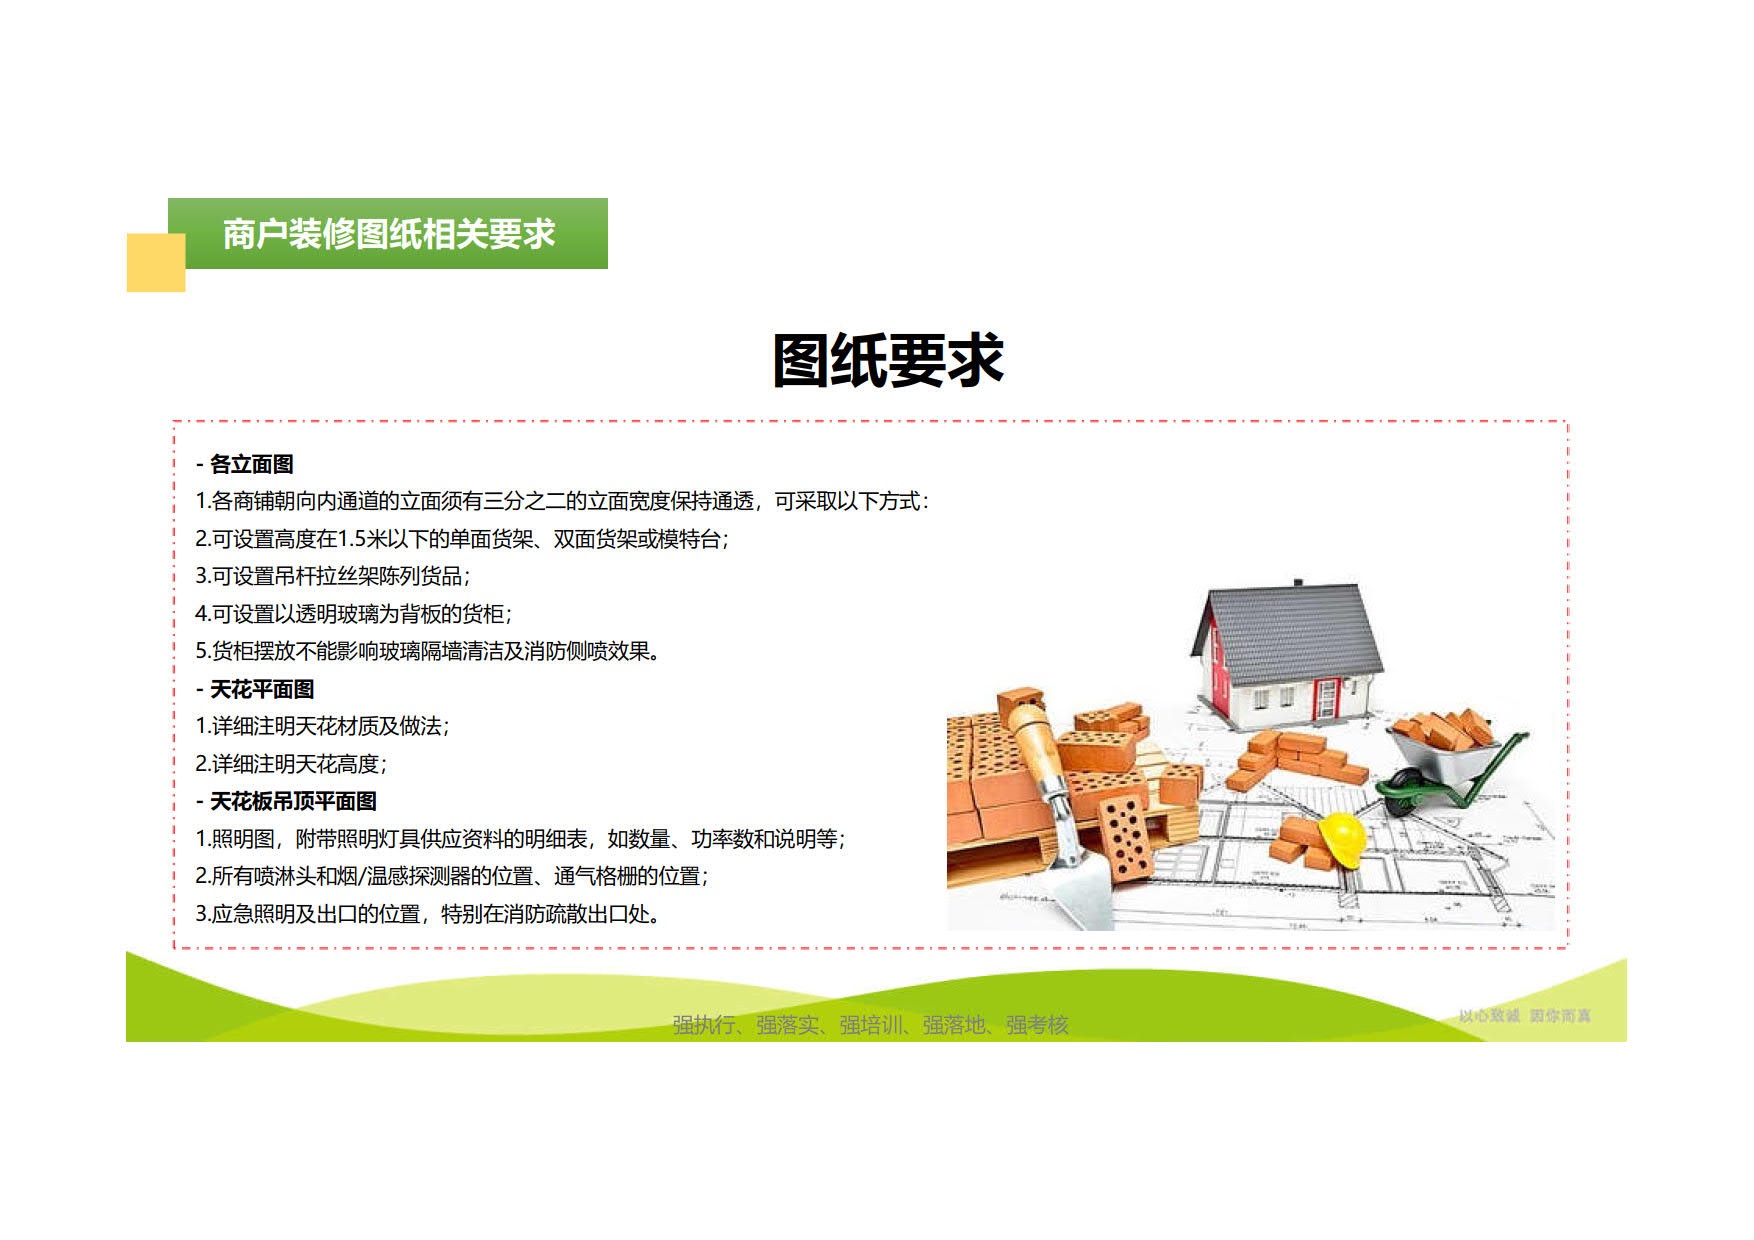 商户装修图纸相关要求
图纸要求
- 各立面图
1.各商铺朝向内通道的立面须有三分之二的立面宽度保持通透，可采取以下方式：
2.可设置高度在1.5米以下的单面货架、双面货架或模特台；
3.可设置吊杆拉丝架陈列货品；
4.可设置以透明玻璃为背板的货柜；
5.货柜摆放不能影响玻璃隔墙清洁及消防侧喷效果。
- 天花平面图
1.详细注明天花材质及做法；
2.详细注明天花高度；
- 天花板吊顶平面图
1.照明图，附带照明灯具供应资料的明细表，如数量、功率数和说明等；
2.所有喷淋头和烟/温感探测器的位置、通气格栅的位置；
3.应急照明及出口的位置，特别在消防疏散出口处。
强执行、强落实、强培训、强落地、强考核
以心致诚 因你而真